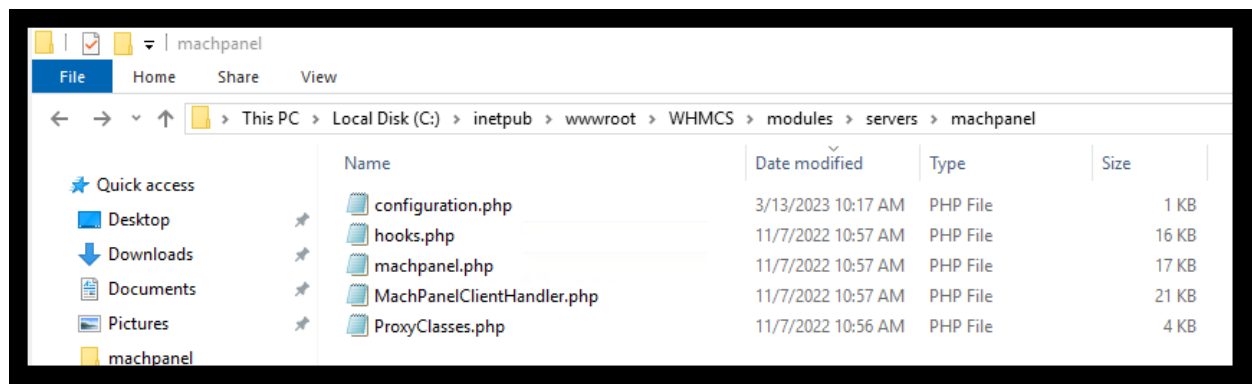 machpanel
File Home Share View
This PC > Local Disk (C:) > inetpub > wwwroot > WHMCS > modules > servers > machpanel
Name Date modified Type Size
Quick access
Desktop
Downloads
Documents
Pictures
machpanel
configuration.php 3/13/2023 10:17 AM PHP File 1 KB
hooks.php 11/7/2022 10:57 AM PHP File 16 KB
machpanel.php 11/7/2022 10:57 AM PHP File 17 KB
MachPanelClientHandler.php 11/7/2022 10:57 AM PHP File 21 KB
ProxyClasses.php 11/7/2022 10:56 AM PHP File 4 KB